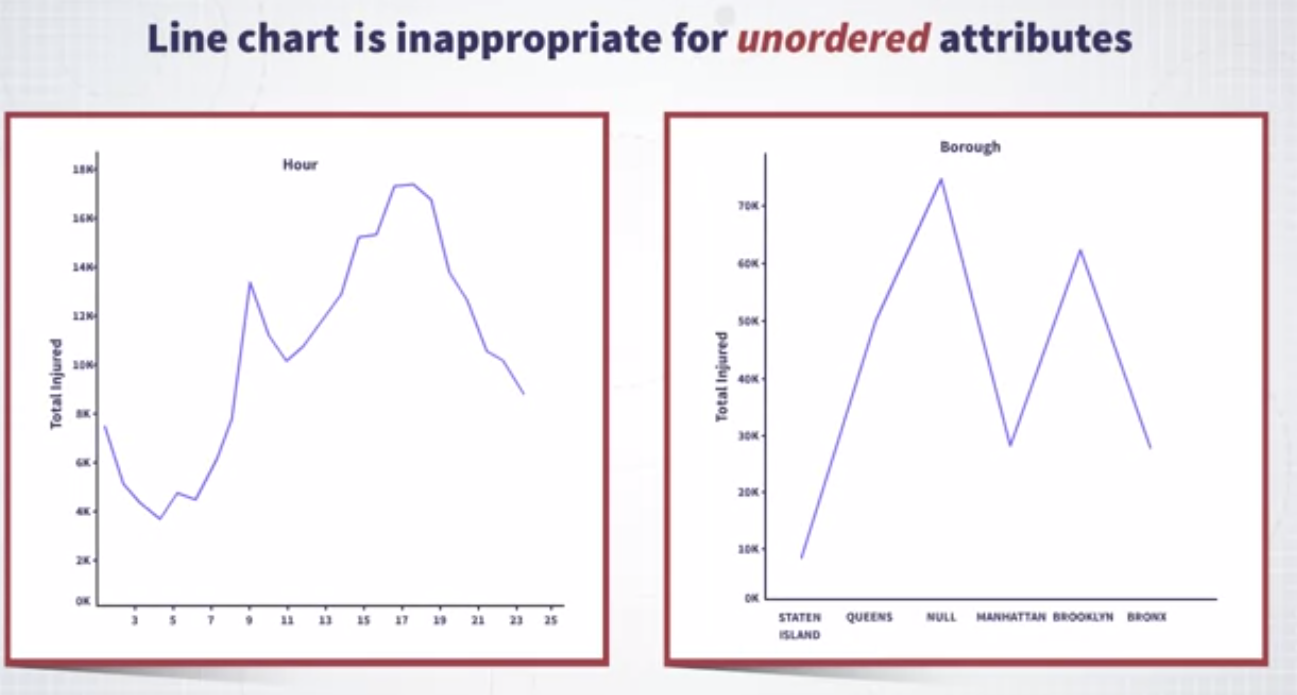 Line chart is inappropriate for unordered attributes
Hour
18K
16K
14K
12K
10K
8K
6K
4K
2K
0K
Total Injured
3 5 7 9 11 13 15 17 19 21 23 25
Borough
70K
60K
50K
40K
30K
20K
10K
0K
Total Injured
STATEN QUEENS NULL MANHATTAN BROOKLYN BRONX
ISLAND